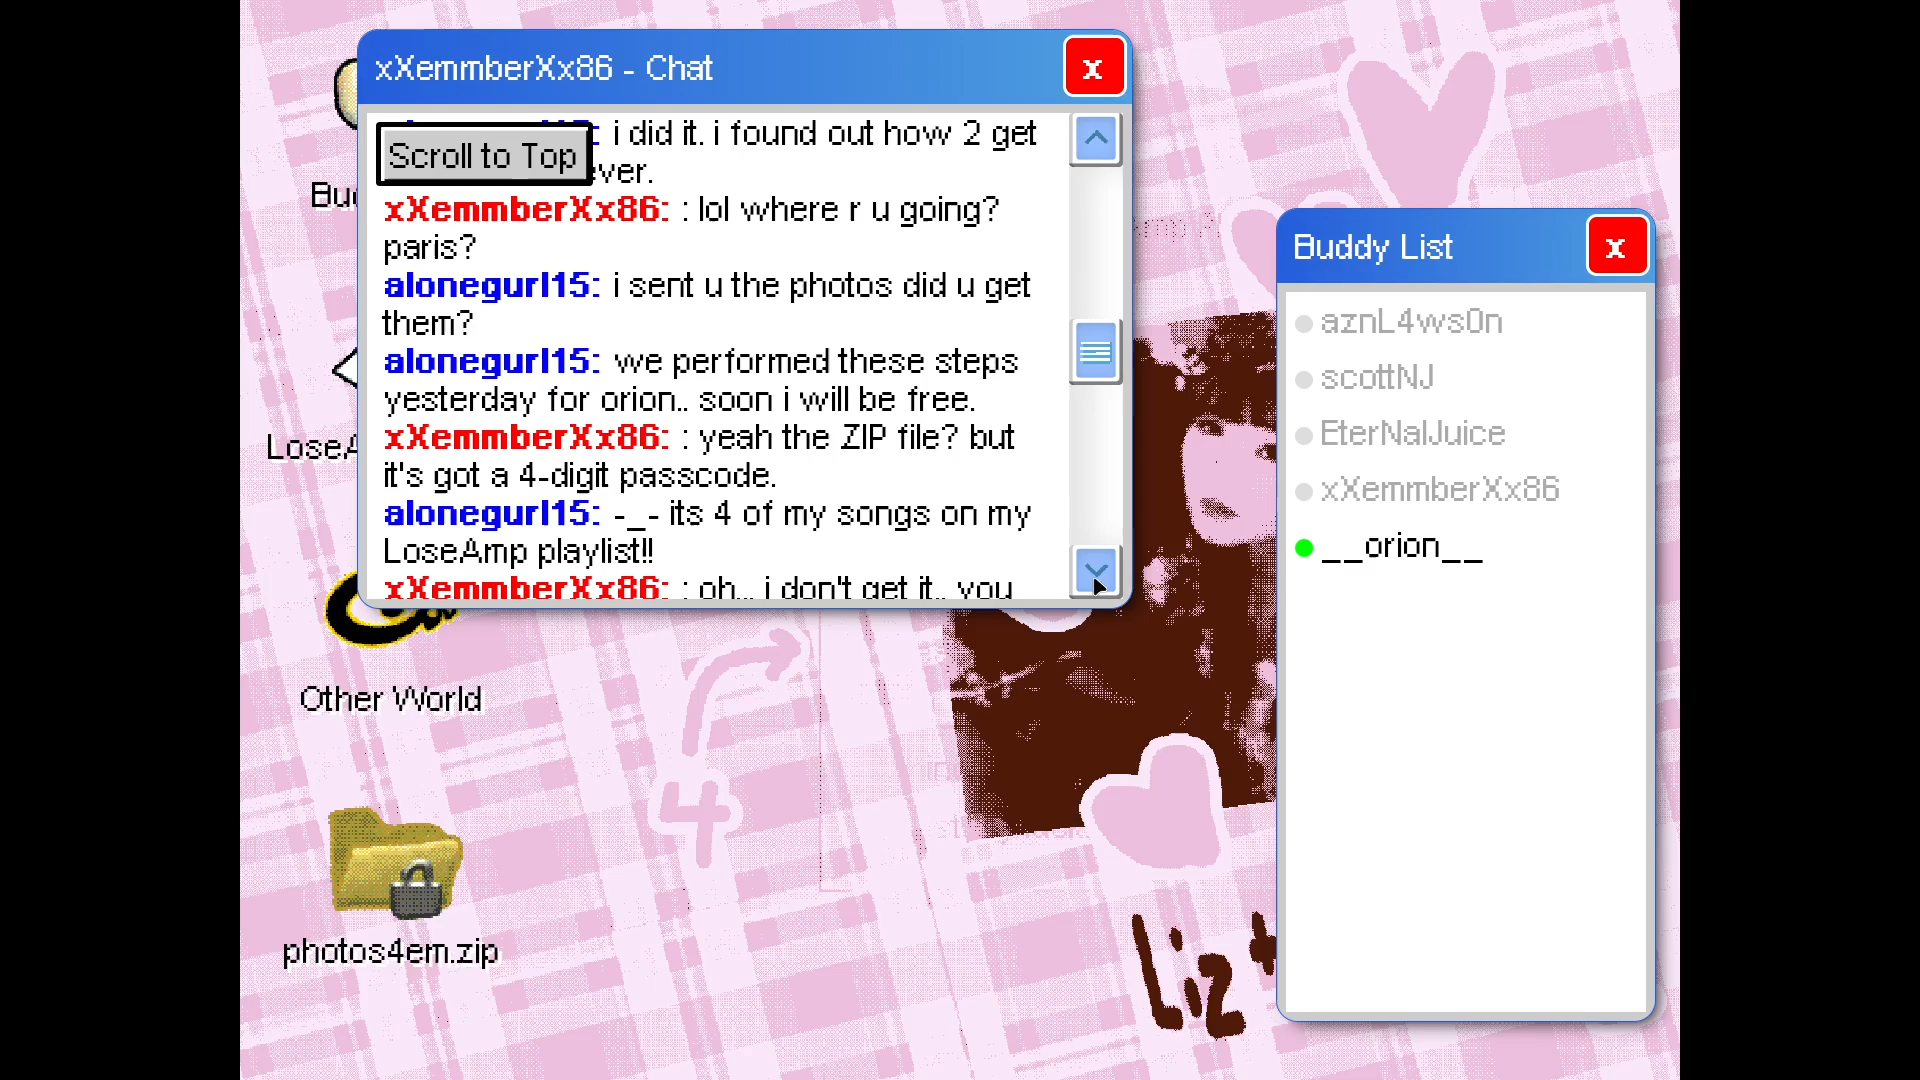 xXemmberXx86 - Chat
x
i did it. i found out how 2 get
Scroll to Top
ver.
xXemmberXx86: : lol where r u going?
paris?
alonegurl15: i sent u the photos did u get
them?
alonegurl15: we performed these steps
yesterday for orion.. soon i will be free.
xXemmberXx86: : yeah the ZIP file? but
it's got a 4-digit passcode.
alonegurl15: -_- its 4 of my songs on my
LoseAmp playlist!!
xXemmberXx86: : oh... i don't get it.. you
Buddy List
x
aznL4ws0n
scottNJ
EterNalJuice
xXemmberXx86
__orion__
Bud
LoseA
Other World
photos4em.zip
4
Liz +